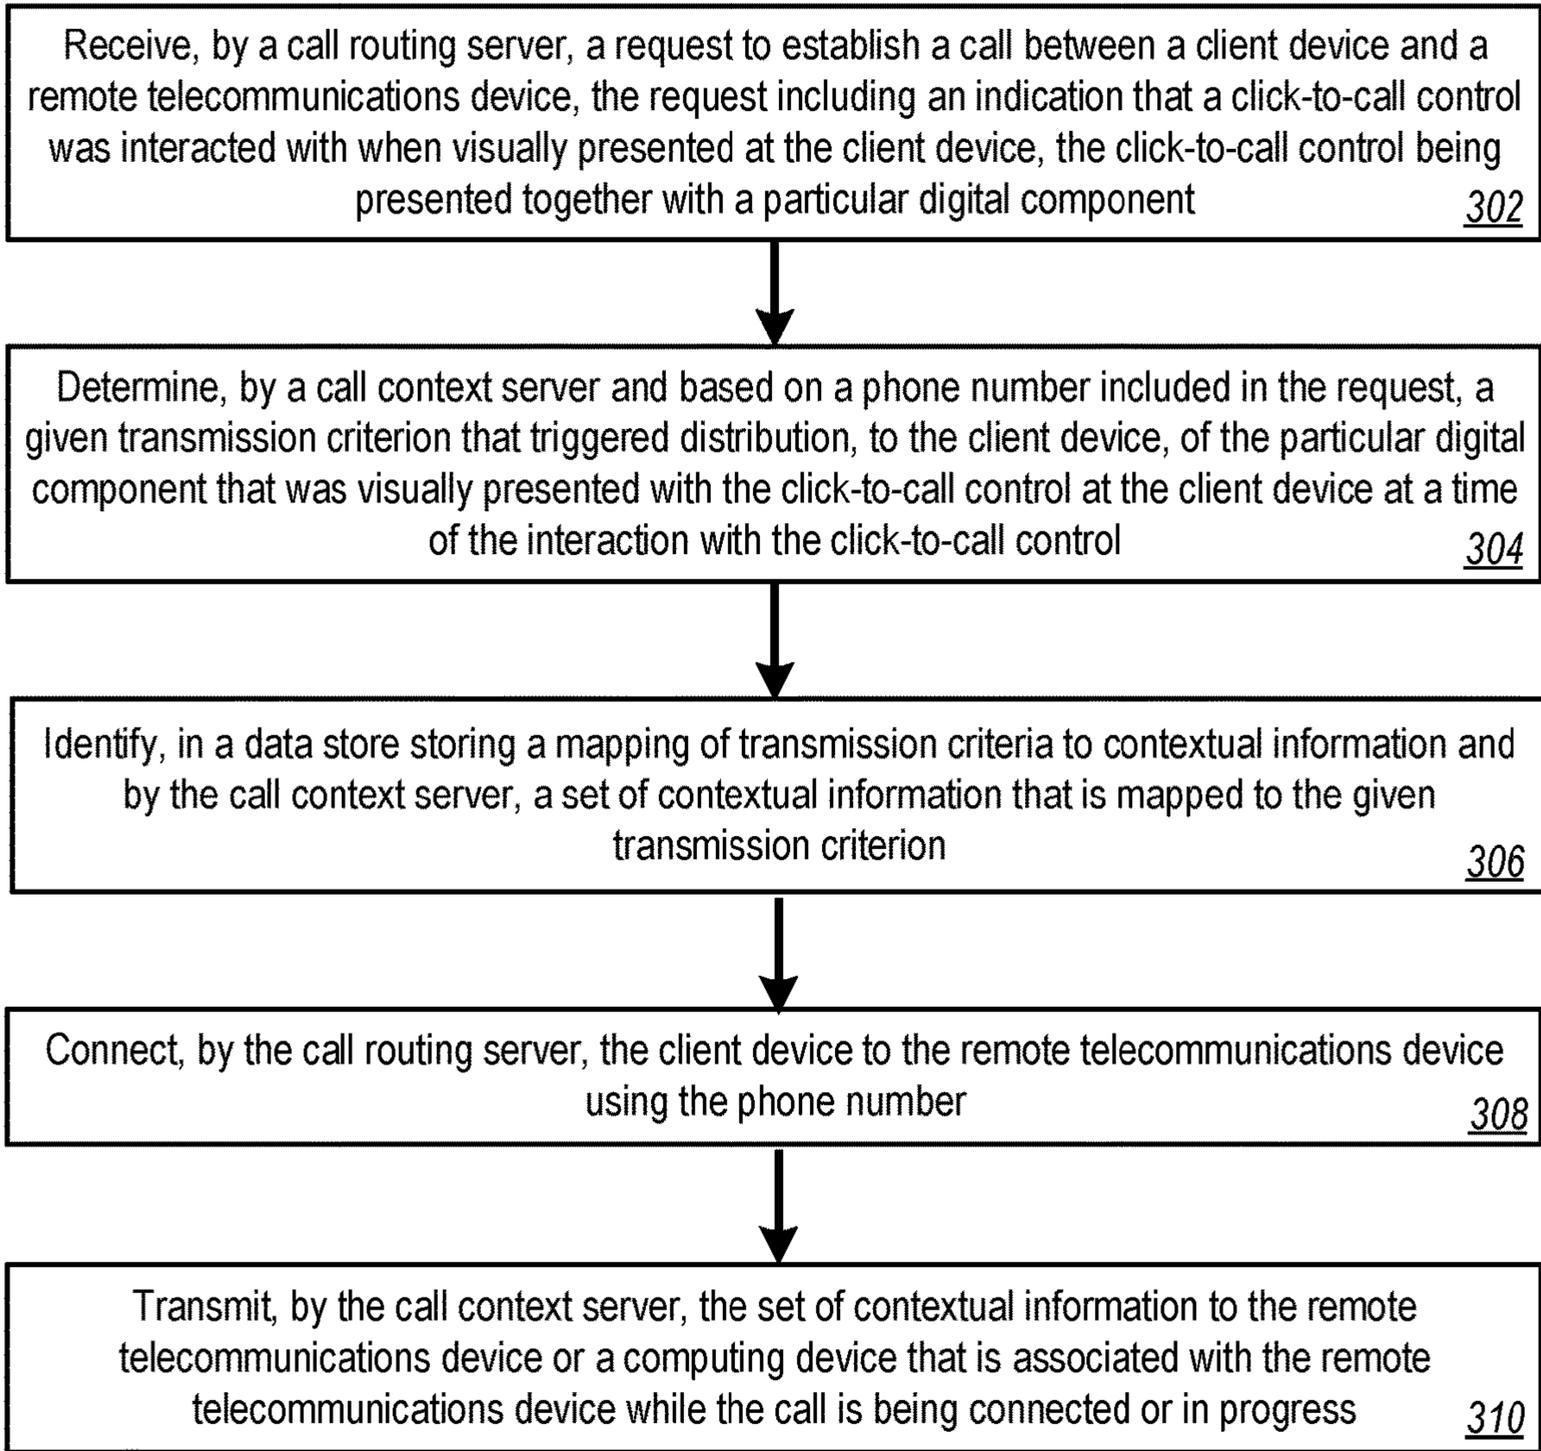 Receive, by a call routing server, a request to establish a call between a client device and a
remote telecommunications device, the request including an indication that a click-to-call control
was interacted with when visually presented at the client device, the click-to-call control being
presented together with a particular digital component
302
Determine, by a call context server and based on a phone number included in the request, a
given transmission criterion that triggered distribution, to the client device, of the particular digital
component that was visually presented with the click-to-call control at the client device at a time
of the interaction with the click-to-call control
304
Identify, in a data store storing a mapping of transmission criteria to contextual information and
by the call context server, a set of contextual information that is mapped to the given
transmission criterion
306
Connect, by the call routing server, the client device to the remote telecommunications device
using the phone number
308
Transmit, by the call context server, the set of contextual information to the remote
telecommunications device or a computing device that is associated with the remote
telecommunications device while the call is being connected or in progress
310